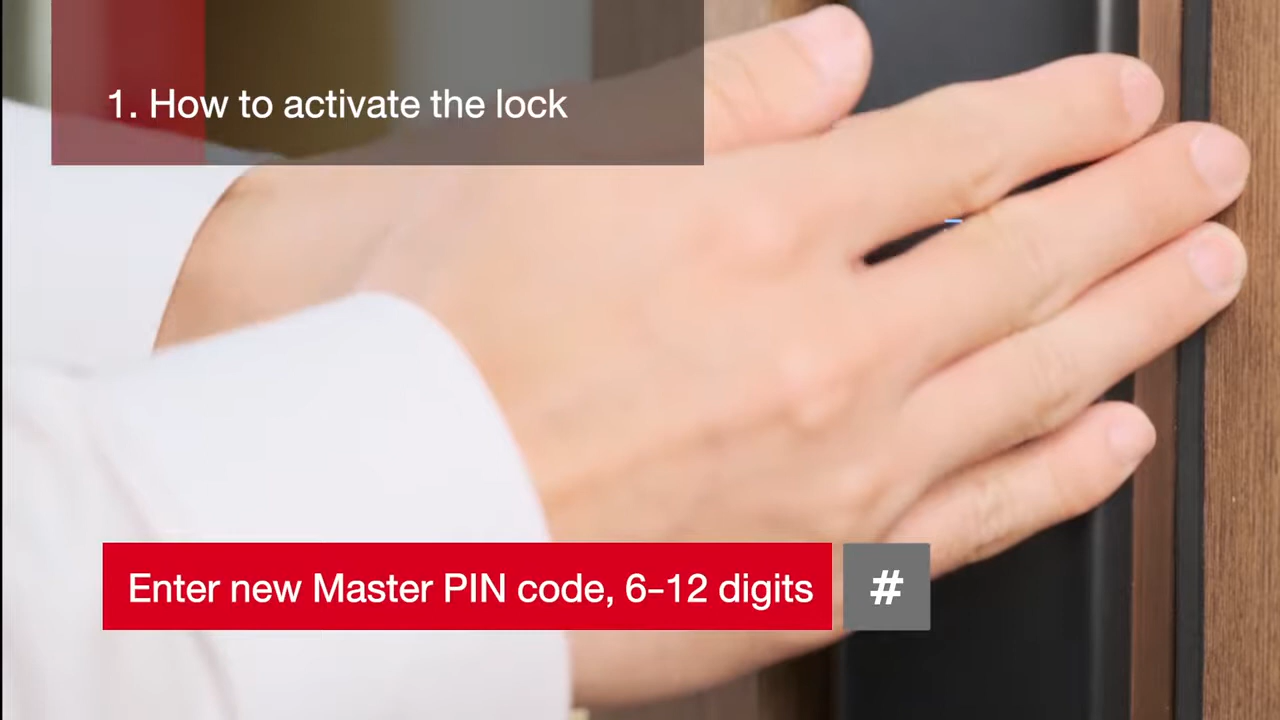 1. How to activate the lock
Enter new Master PIN code, 6-12 digits #